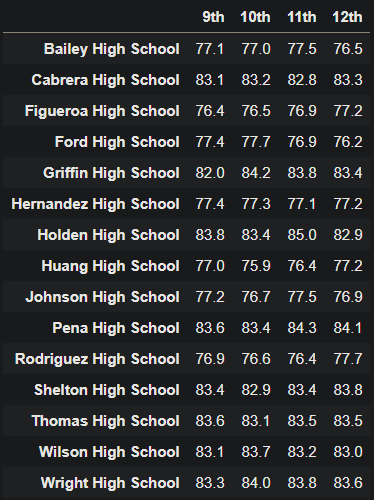 9th 10th 11th 12th
Bailey High School 77.1 77.0 77.5 76.5
Cabrera High School 83.1 83.2 82.8 83.3
Figueroa High School 76.4 76.5 76.9 77.2
Ford High School 77.4 77.7 76.9 76.2
Griffin High School 82.0 84.2 83.8 83.4
Hernandez High School 77.4 77.3 77.1 77.2
Holden High School 83.8 83.4 85.0 82.9
Huang High School 77.0 75.9 76.4 77.2
Johnson High School 77.2 76.7 77.5 76.9
Pena High School 83.6 83.4 84.3 84.1
Rodriguez High School 76.9 76.6 76.4 77.7
Shelton High School 83.4 82.9 83.4 83.8
Thomas High School 83.6 83.1 83.5 83.5
Wilson High School 83.1 83.7 83.2 83.0
Wright High School 83.3 84.0 83.8 83.6